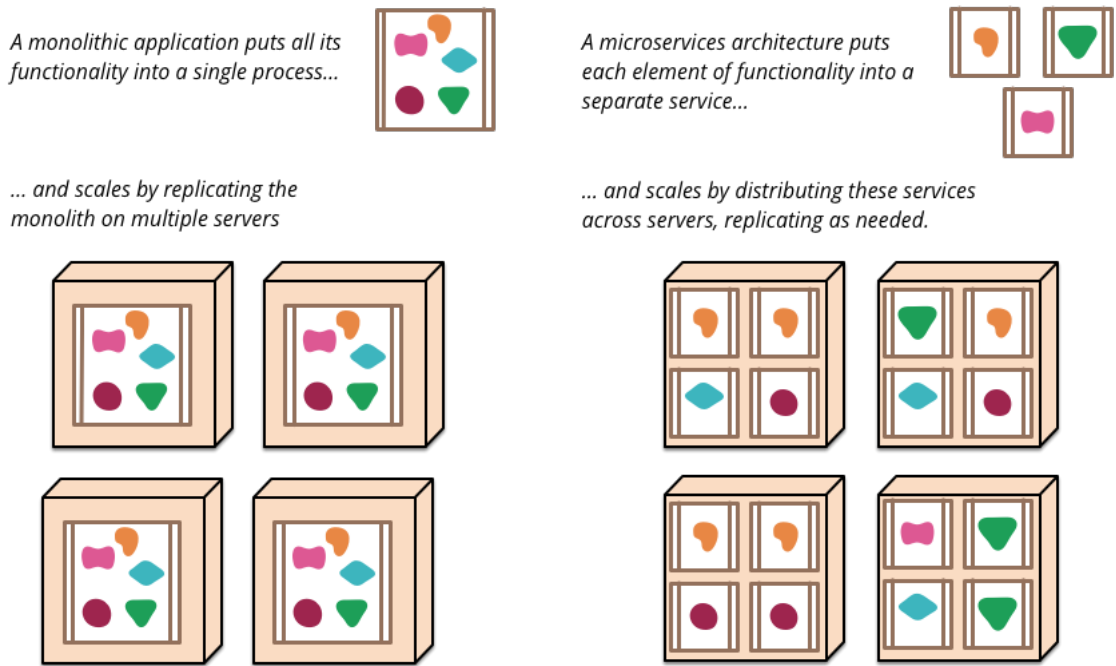 A monolithic application puts all its
functionality into a single process...
... and scales by replicating the
monolith on multiple servers
A microservices architecture puts
each element of functionality into a
separate service...
... and scales by distributing these services
across servers, replicating as needed.